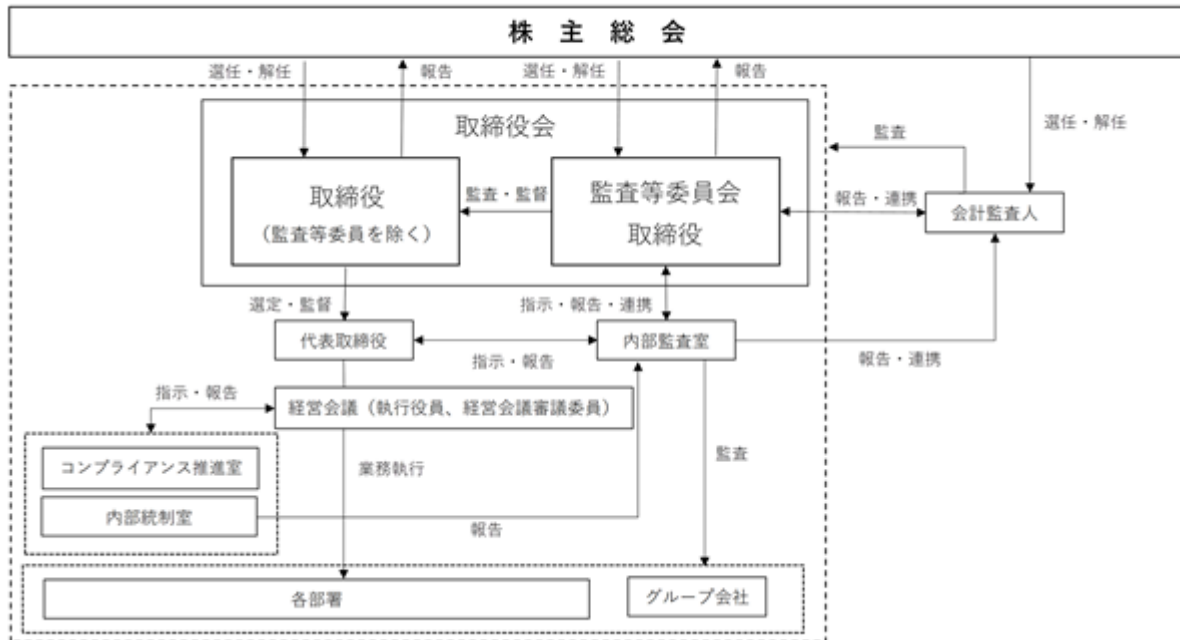 株 主 総 会
選任・解任
報告
選任・解任
報告
選任・解任
取締役会
監査
取締役
(監査等委員を除く)
監査・監督
監査等委員会
取締役
報告・連携
会計監査人
選定・監督
指示・報告・連携
代表取締役
指示・報告
内部監査室
報告・連携
指示・報告
経営会議(執行役員、経営会議審議委員)
コンプライアンス推進室
業務執行
監査
内部統制室
報告
各部署
グループ会社